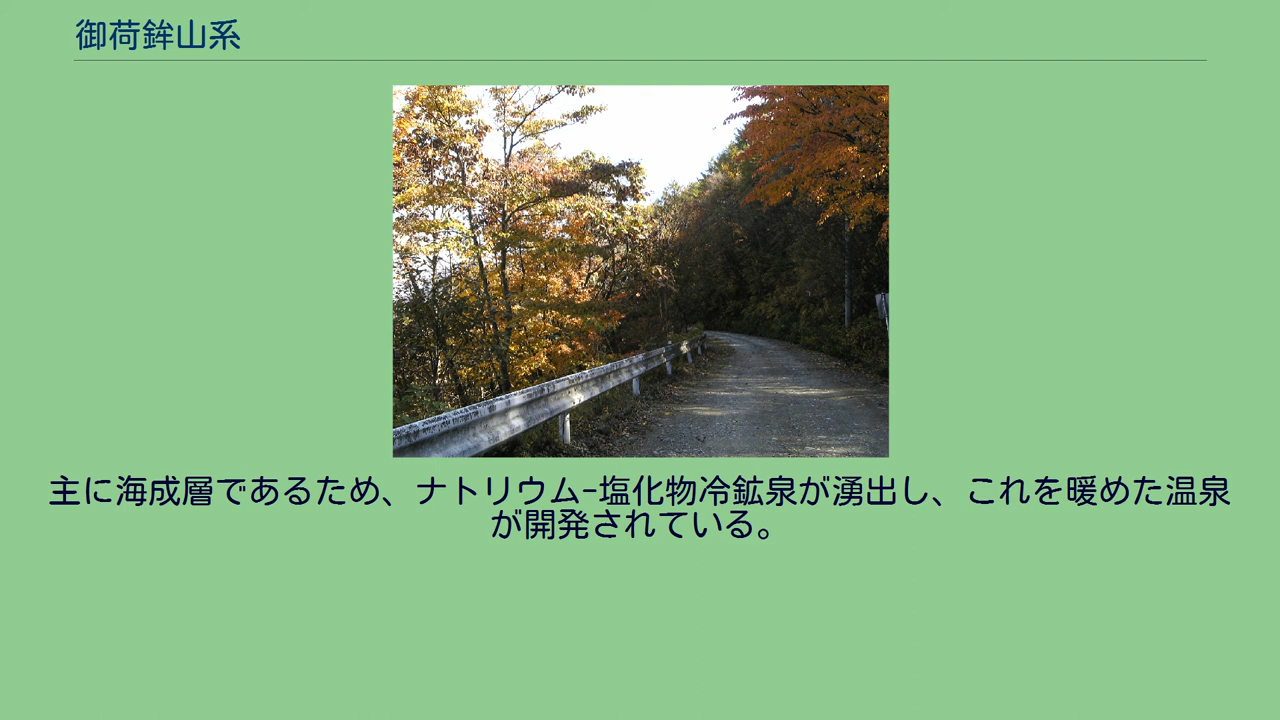 御荷鉾山系
主に海成層であるため、ナトリウム-塩化物冷鉱泉が湧出し、これを暖めた温泉
が開発されている。